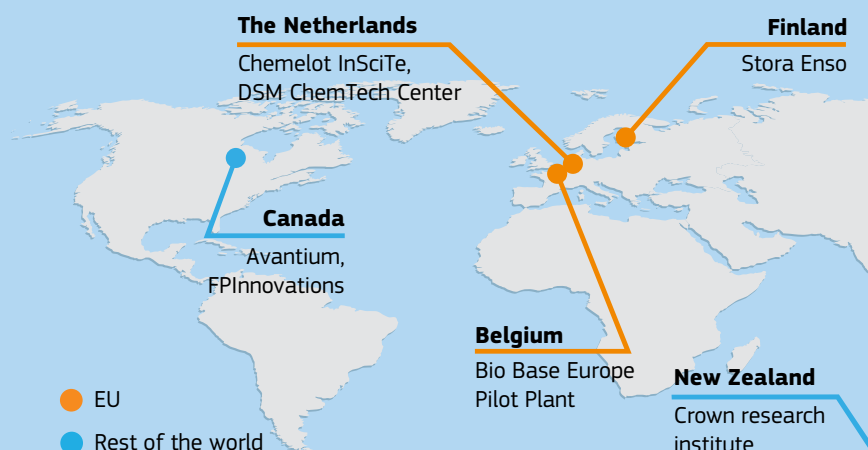 The Netherlands
Chemelot InSciTe,
DSM ChemTech Center
Finland
Stora Enso
Canada
Avantium,
FPInnovations
Belgium
Bio Base Europe
Pilot Plant
New Zealand
Crown research
institute
EU
Rest of the world